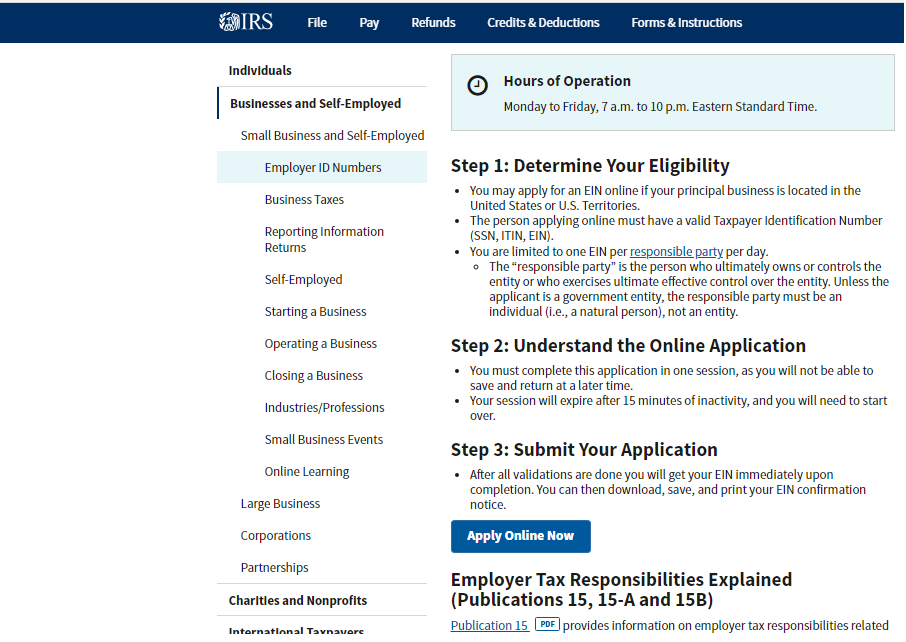 IRS File Pay Refunds Credits & Deductions Forms & Instructions
Individuals
Businesses and Self-Employed
Small Business and Self-Employed
Employer ID Numbers
Business Taxes
Reporting Information
Returns
Self-Employed
Starting a Business
Operating a Business
Closing a Business
Industries/Professions
Small Business Events
Online Learning
Large Business
Corporations
Partnerships
Charities and Nonprofits
International Taxpayers
Hours of Operation
Monday to Friday, 7 a.m. to 10 p.m. Eastern Standard Time.
Step 1: Determine Your Eligibility
• You may apply for an EIN online if your principal business is located in the
United States or U.S. Territories.
• The person applying online must have a valid Taxpayer Identification Number
(SSN, ITIN, EIN).
• You are limited to one EIN per responsible party per day.
○ The “responsible party” is the person who ultimately owns or controls the
entity or who exercises ultimate effective control over the entity. Unless the
applicant is a government entity, the responsible party must be an
individual (i.e., a natural person), not an entity.
Step 2: Understand the Online Application
• You must complete this application in one session, as you will not be able to
save and return at a later time.
• Your session will expire after 15 minutes of inactivity, and you will need to start
over.
Step 3: Submit Your Application
• After all validations are done you will get your EIN immediately upon
completion. You can then download, save, and print your EIN confirmation
notice.
Apply Online Now
Employer Tax Responsibilities Explained
(Publications 15, 15-A and 15B)
Publication 15 PDF provides information on employer tax responsibilities related